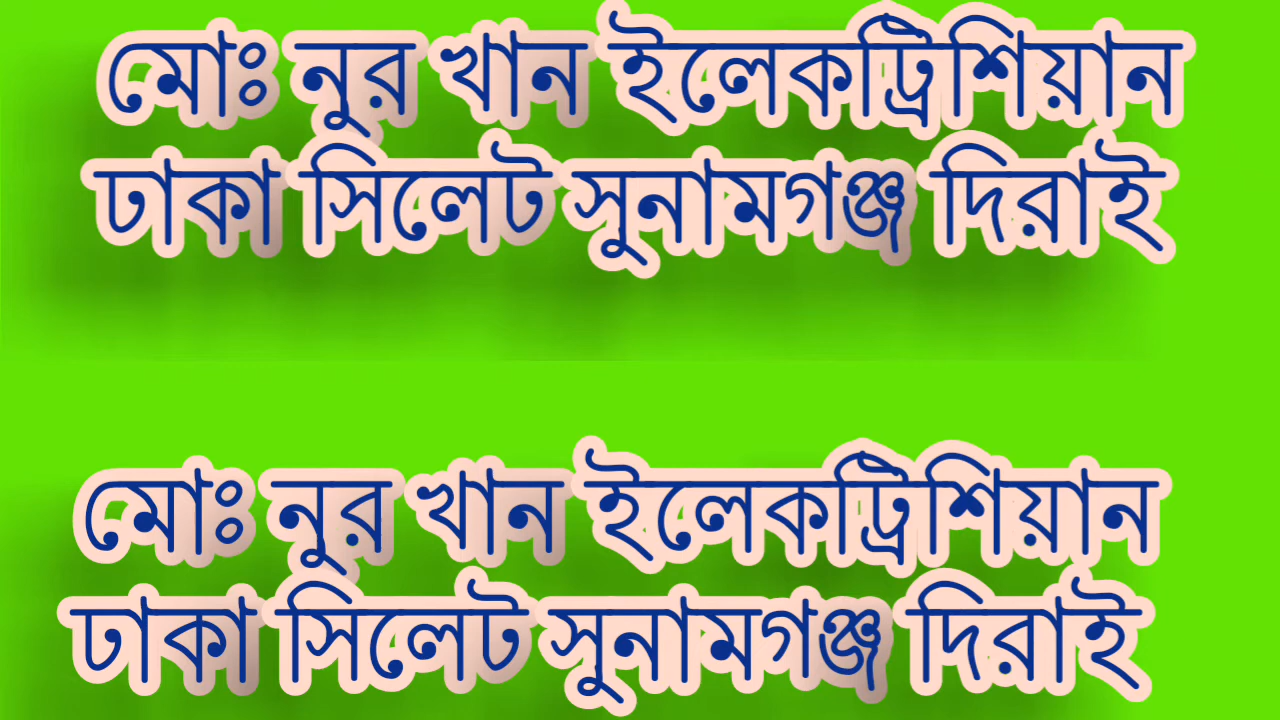 মোঃ নুর খান ইলেকট্রিশিয়ান
ঢাকা সিলেট সুনামগঞ্জ দিরাই
মোঃ নুর খান ইলেকট্রিশিয়ান
ঢাকা সিলেট সুনামগঞ্জ দিরাই